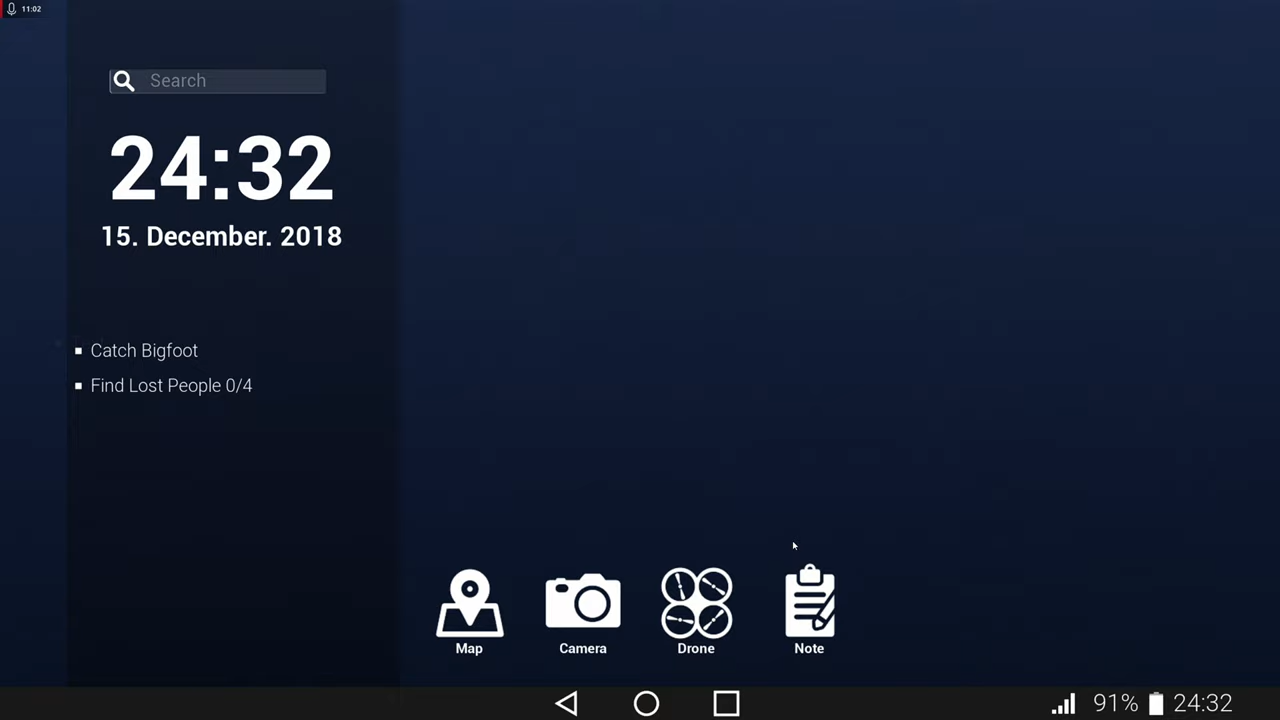 11:02
Search
24:32
15. December. 2018
Catch Bigfoot
Find Lost People 0/4
Map
Camera
Drone
Note
91%
24:32